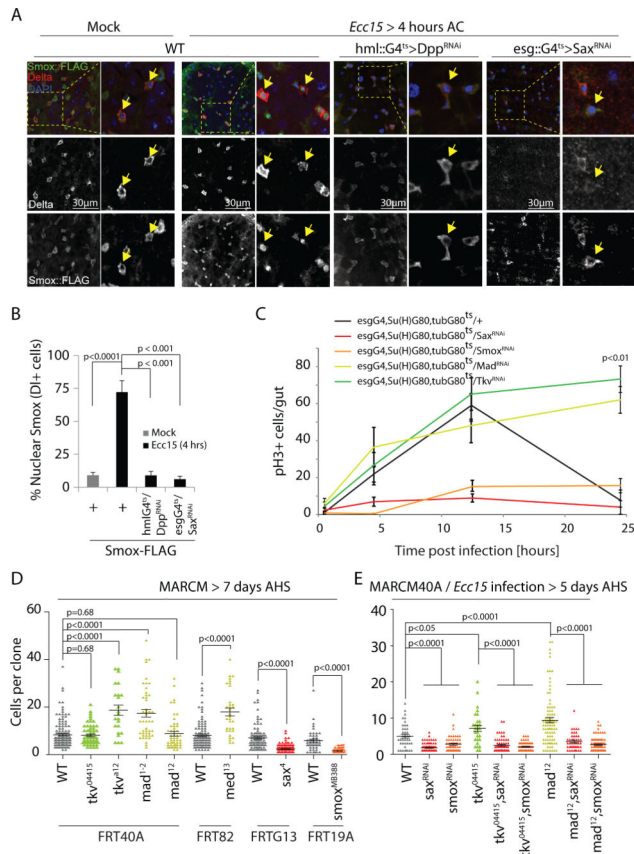 A
Mock
Ecc15 > 4 hours AC
WT
hml::G4ts>DppRNAi
esg::G4ts>SaxRNAi
Smox::FLAG
Delta
DAPI
Delta
30μm
30μm
30μm
30μm
Smox::FLAG
B
% Nuclear Smox (Dl+ cells)
100
75
50
25
0
p<0.0001
p < 0.001
p < 0.001
Mock
Ecc15 (4 hrs)
+
+
hmlG4ts/
DppRNAi
esgG4ts/
SaxRNAi
Smox-FLAG
C
esgG4,Su(H)G80,tubG80ts/+
esgG4,Su(H)G80,tubG80ts/SaxRNAi
esgG4,Su(H)G80,tubG80ts/SmoxRNAi
esgG4,Su(H)G80,tubG80ts/MadRNAi
esgG4,Su(H)G80,tubG80ts/TkvRNAi
p<0.01
pH3+ cells/gut
80
60
40
20
0
0
5
10
15
20
25
Time post infection [hours]
D
MARCM > 7 days AHS
Cells per clone
60
40
20
0
p=0.68
p<0.0001
p<0.0001
p=0.68
p<0.0001
p<0.0001
p<0.0001
WT
tkv04415
tkva12
mad1-2
mad12
WT
med13
WT
sax4
WT
smoxMB388
FRT40A
FRT82
FRTG13
FRT19A
E
MARCM40A / Ecc15 infection > 5 days AHS
40
30
20
10
0
p<0.0001
p<0.05
p<0.0001
p<0.0001
p<0.0001
WT
saxRNAi
smoxRNAi
tkv04415
tkv04415,saxRNAi
tkv04415,smoxRNAi
mad12
mad12,saxRNAi
mad12,smoxRNAi